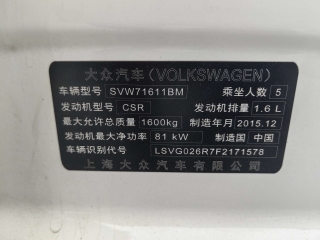 大众汽车(VOLKSWAGEN)
车辆型号 SVW71611BM 乘坐人数 5
发动机型号 CSR 发动机排量 1.6 L
最大允许总质量 1600kg 制造年月 2015.12
发动机最大净功率 81 kW 制造国 中国
车辆识别代号 LSVG026R7F2171578
上海大众汽车有限公司